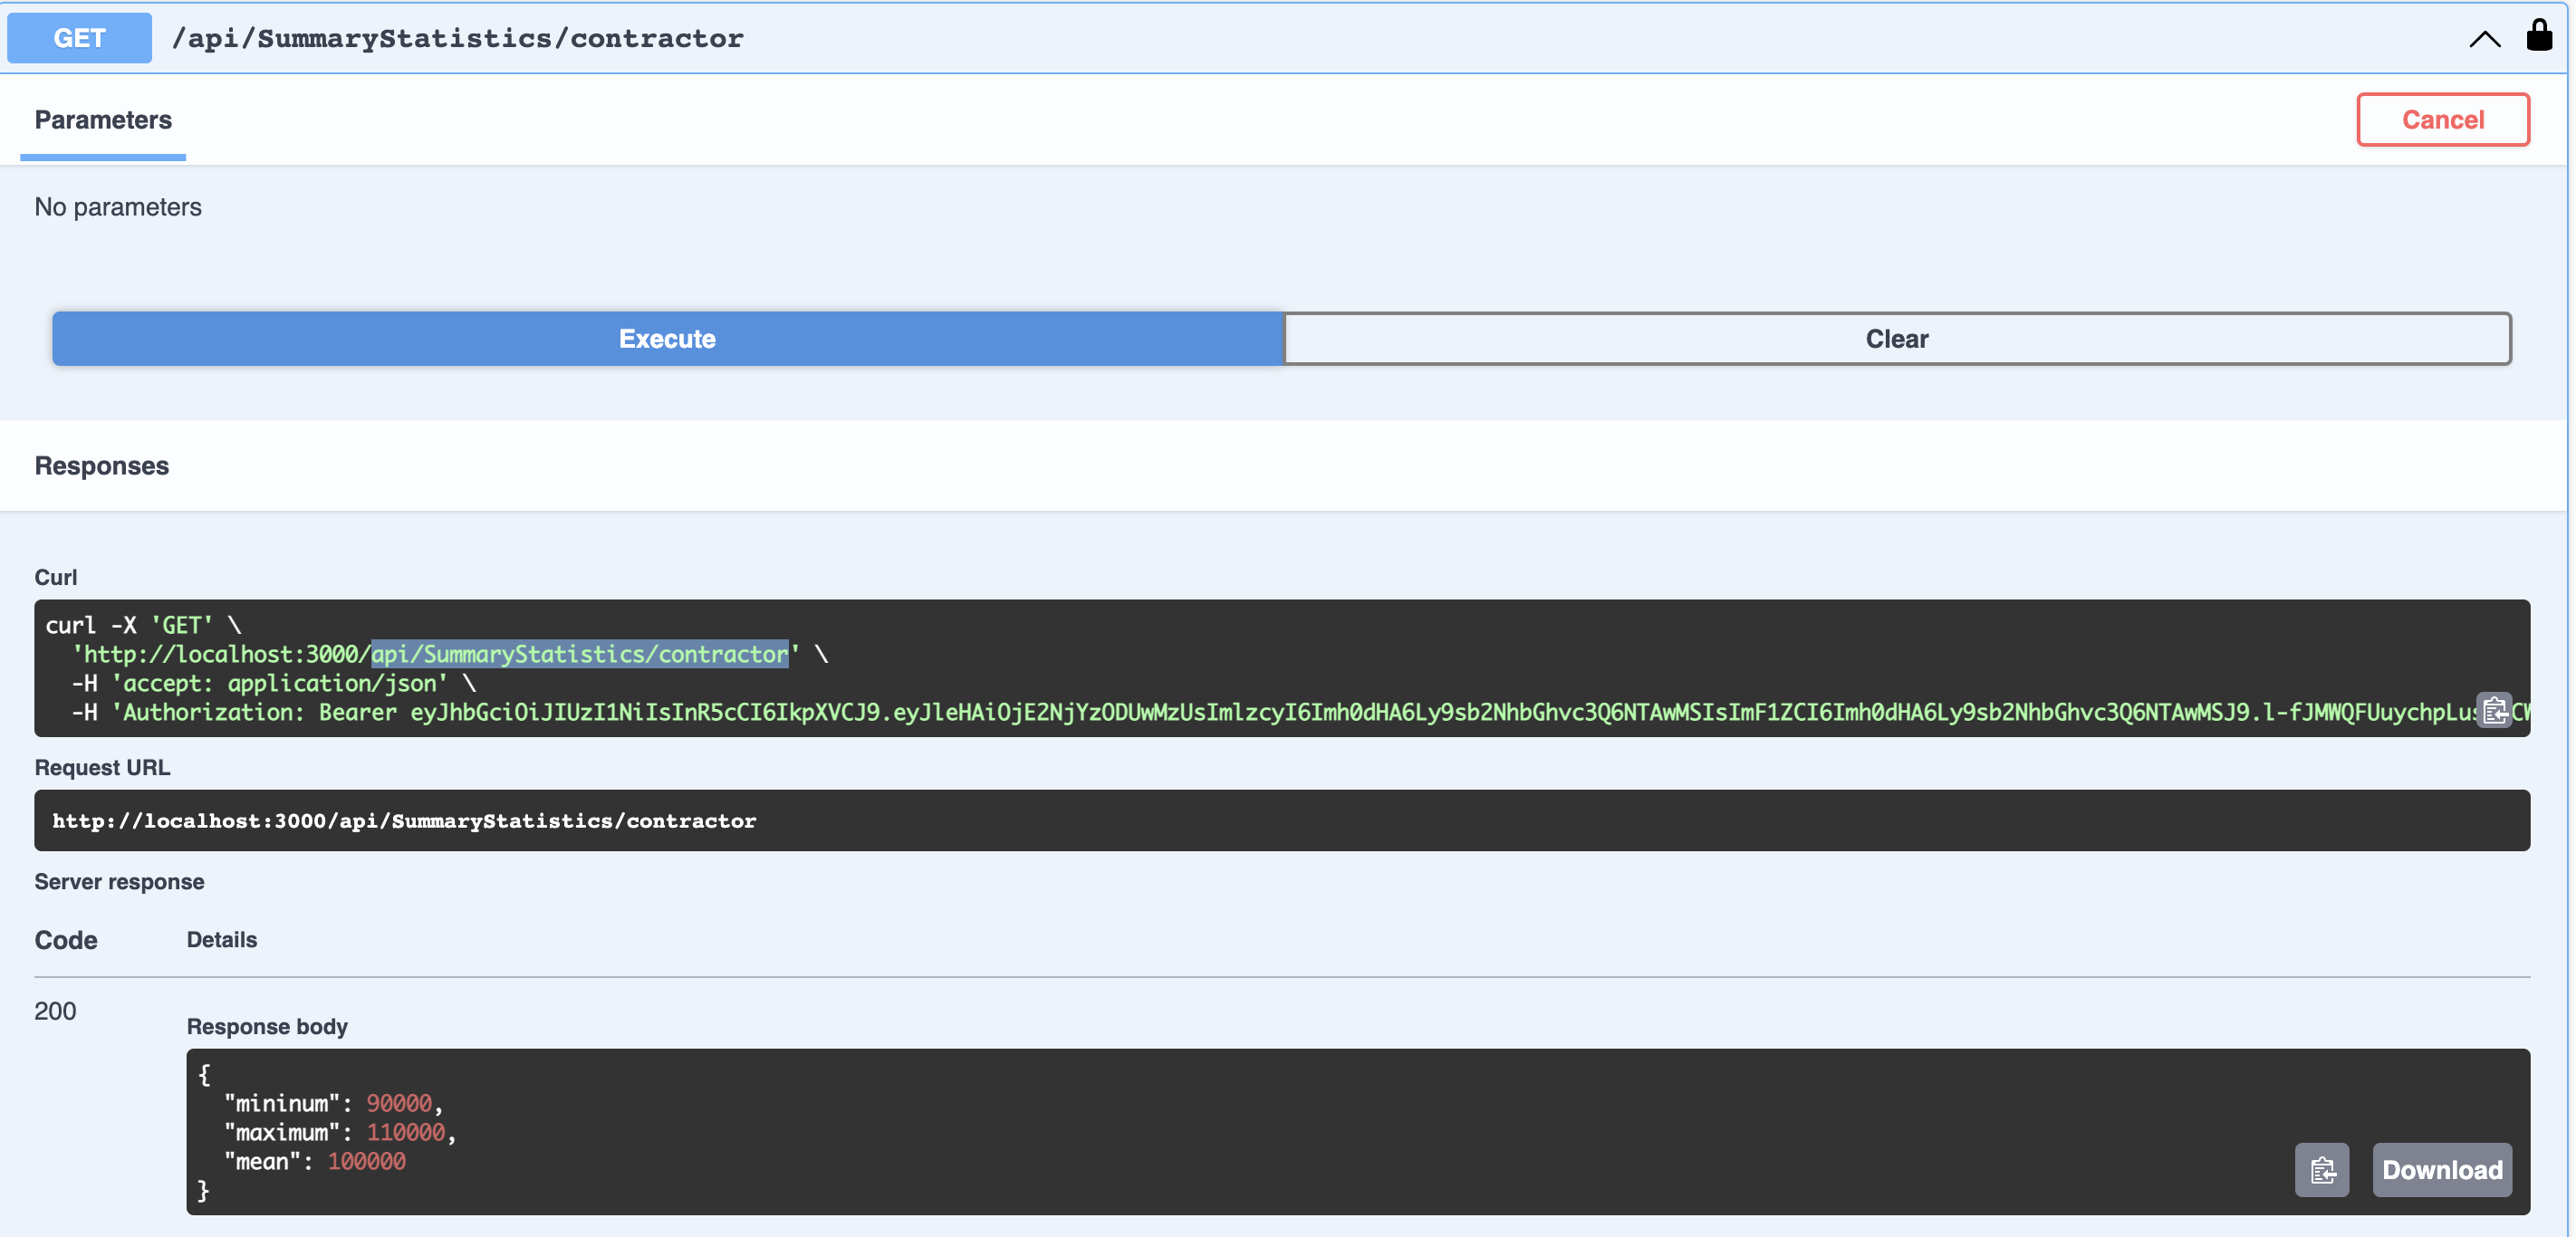 GET /api/SummaryStatistics/contractor
Parameters
Cancel
No parameters
Execute
Clear
Responses
Curl
curl -X 'GET' \
'http://localhost:3000/api/SummaryStatistics/contractor' \
-H 'accept: application/json' \
-H 'Authorization: Bearer eyJhbGciOiJIUzI1NiIsInR5cCI6IkpXVCJ9.eyJleHAiOjE2NjYzODUwMzUsImlzcyI6Imh0dHA6Ly9sb2NhbGhvc3Q6NTAwMSIsImF1ZCI6Imh0dHA6Ly9sb2NhbGhvc3Q6NTAwMSJ9.l-fJMWQFUuychpLus
Request URL
http://localhost:3000/api/SummaryStatistics/contractor
Server response
Code Details
200
Response body
{
"mininum": 90000,
"maximum": 110000,
"mean": 100000
}
Download